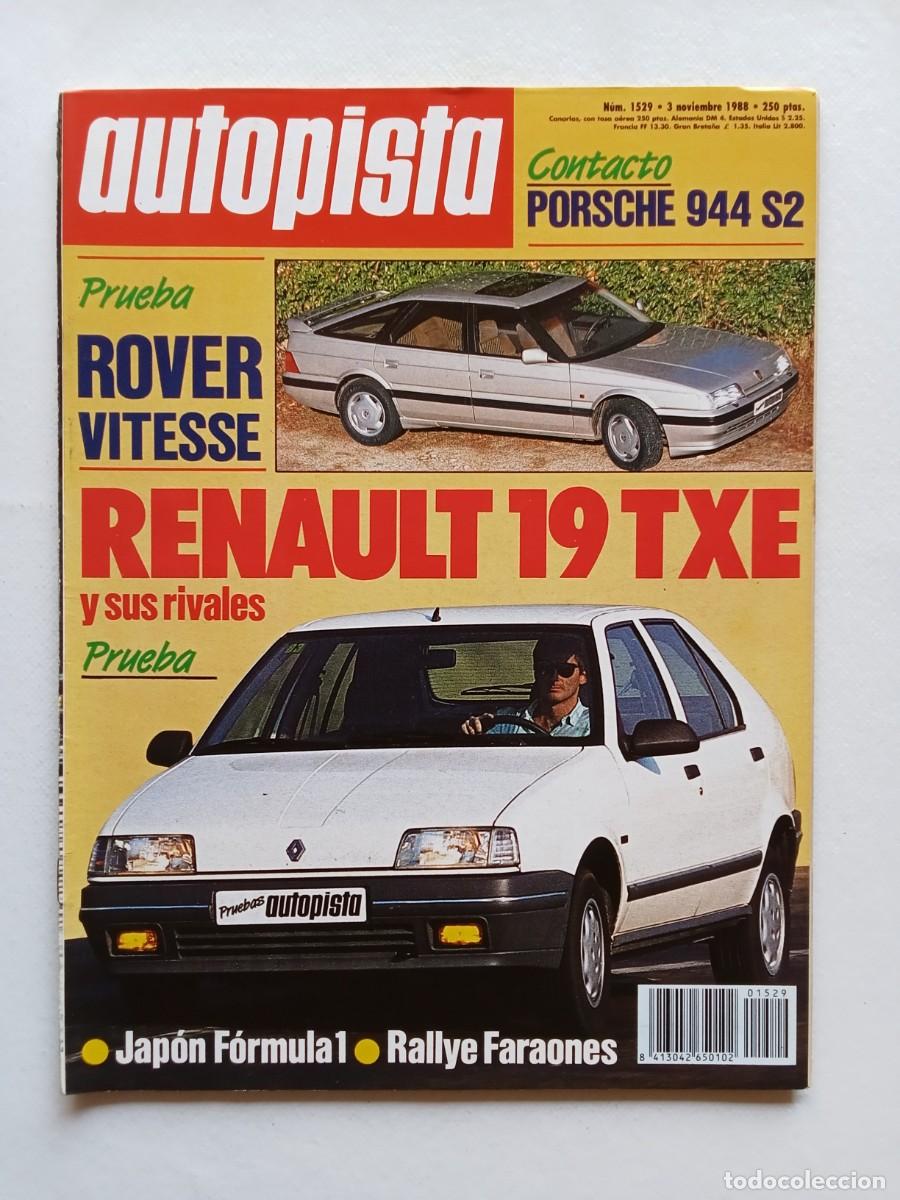 autopista
Núm. 1529 • 3 noviembre 1988 • 250 ptas.
Canarias, con tasa aérea 250 ptas. Alemania DM 4. Estados Unidos $ 2.25.
Francia FF 13.30. Gran Bretaña £ 1.35. Italia Lit 2.800.
Contacto
PORSCHE 944 S2
Prueba
ROVER
VITESSE
RENAULT 19 TXE
y sus rivales
Prueba
Pruebas autopista
01529
8 413042 650102
Japón Fórmula1 Rallye Faraones
todocoleccion